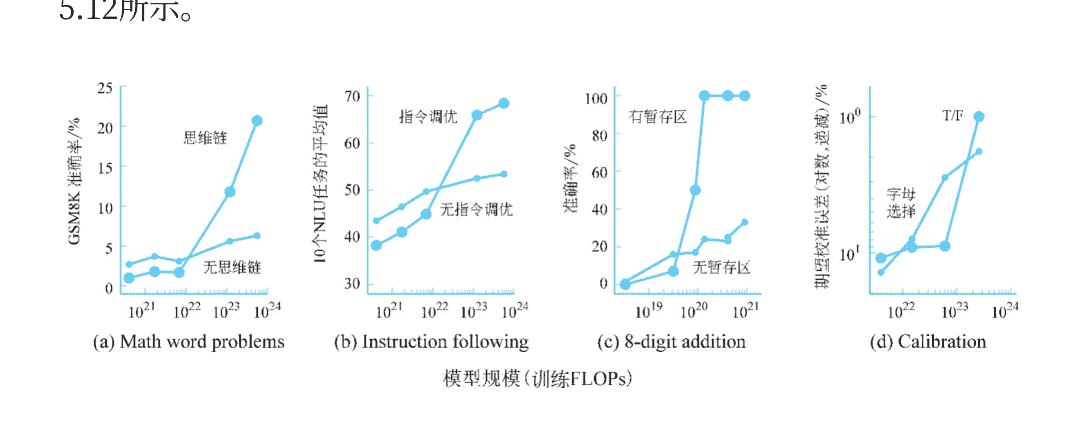 5.12所示。
GSM8K 准确率/%
25
20
15
10
5
0
思维链
无思维链
10^21 10^22 10^23 10^24
(a) Math word problems
10个NLU任务的平均值
70
60
50
40
30
指令调优
无指令调优
10^21 10^22 10^23 10^24
(b) Instruction following
准确率/%
100
80
60
40
20
0
有暂存区
无暂存区
10^19 10^20 10^21
(c) 8-digit addition
期望校准误差(对数,递减)/%
10^0
10^1
T/F
字母
选择
10^22 10^23 10^24
(d) Calibration
模型规模(训练FLOPs)